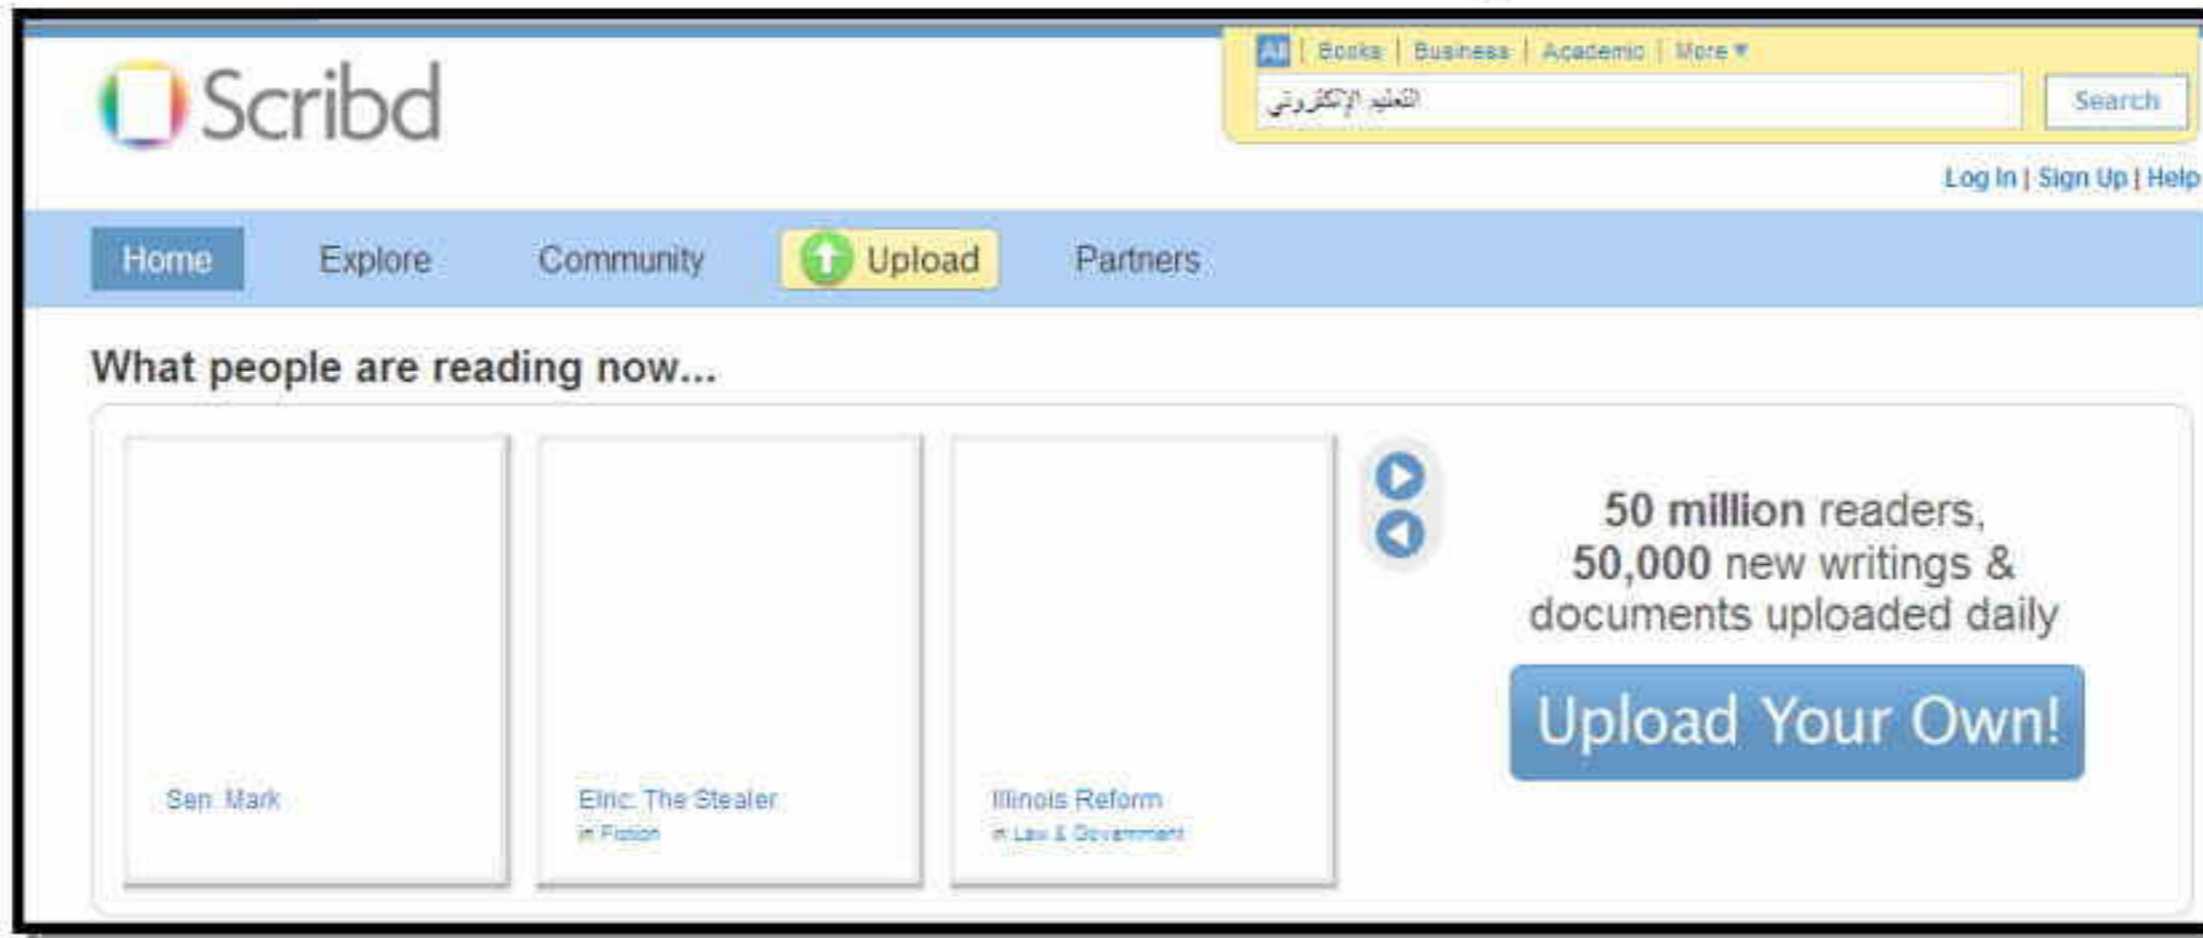 Scribd
All | Books | Business | Academic | More ▼
التعليم الإلكتروني
Search
Log In | Sign Up | Help
Home Explore Community Upload Partners
What people are reading now...
Sen. Mark
Elric: The Stealer
in Fiction
Illinois Reform
in Law & Government
50 million readers,
50,000 new writings &
documents uploaded daily
Upload Your Own!